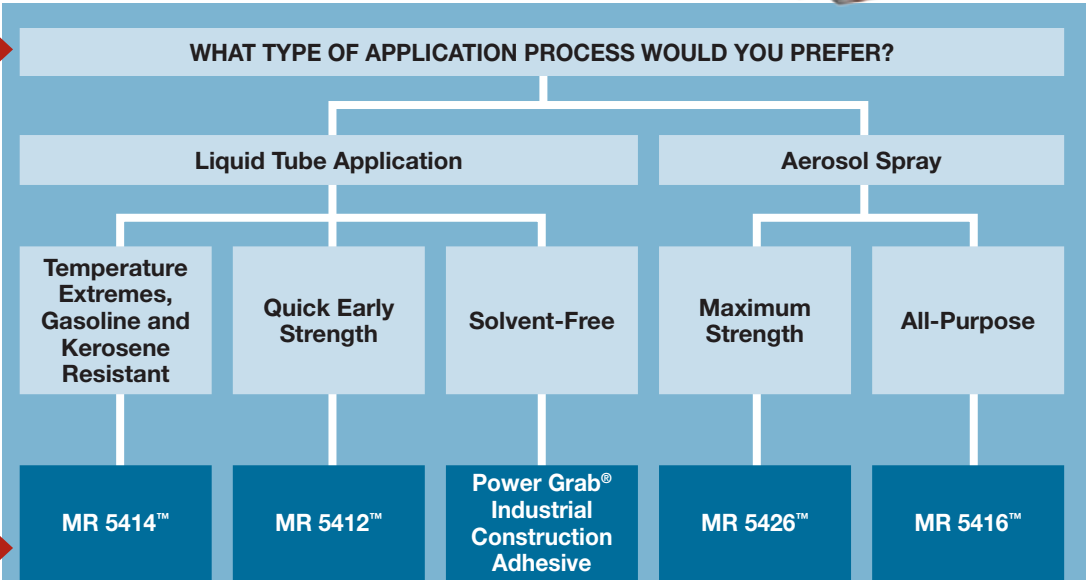 WHAT TYPE OF APPLICATION PROCESS WOULD YOU PREFER?
Liquid Tube Application
Aerosol Spray
Temperature
Extremes,
Gasoline and
Kerosene
Resistant
Quick Early
Strength
Solvent-Free
Maximum
Strength
All-Purpose
MR 5414™
MR 5412™
Power Grab®
Industrial
Construction
Adhesive
MR 5426™
MR 5416™